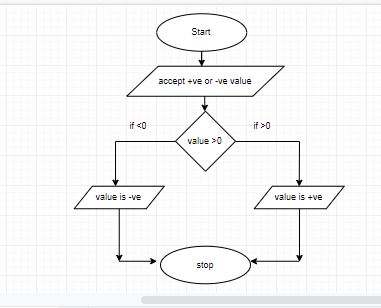 Start
accept +ve or -ve value
if <0
if >0
value >0
value is -ve
value is +ve
stop